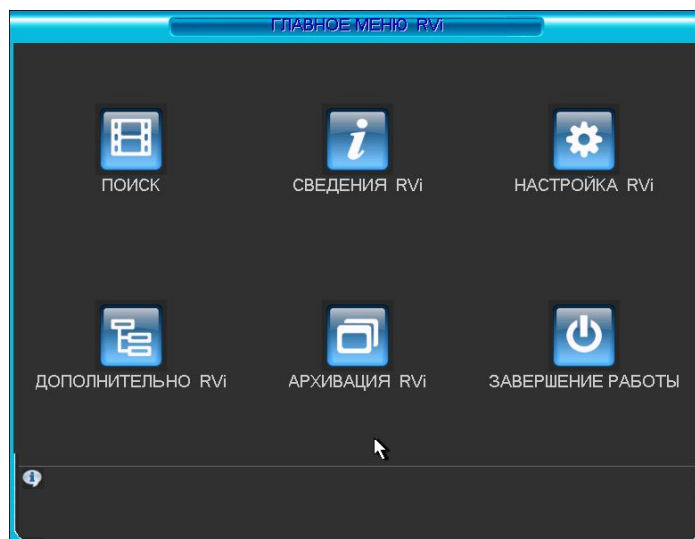 ГЛАВНОЕ МЕНЮ RVi
ПОИСК
СВЕДЕНИЯ RVi
НАСТРОЙКА RVi
ДОПОЛНИТЕЛЬНО RVi
АРХИВАЦИЯ RVi
ЗАВЕРШЕНИЕ РАБОТЫ